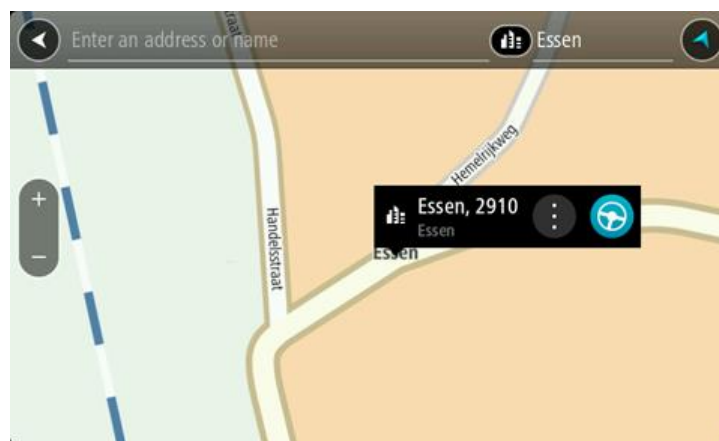 Enter an address or name
Essen
Hemelrijkweg
Essen, 2910
Essen
Essen
Handelsstraat